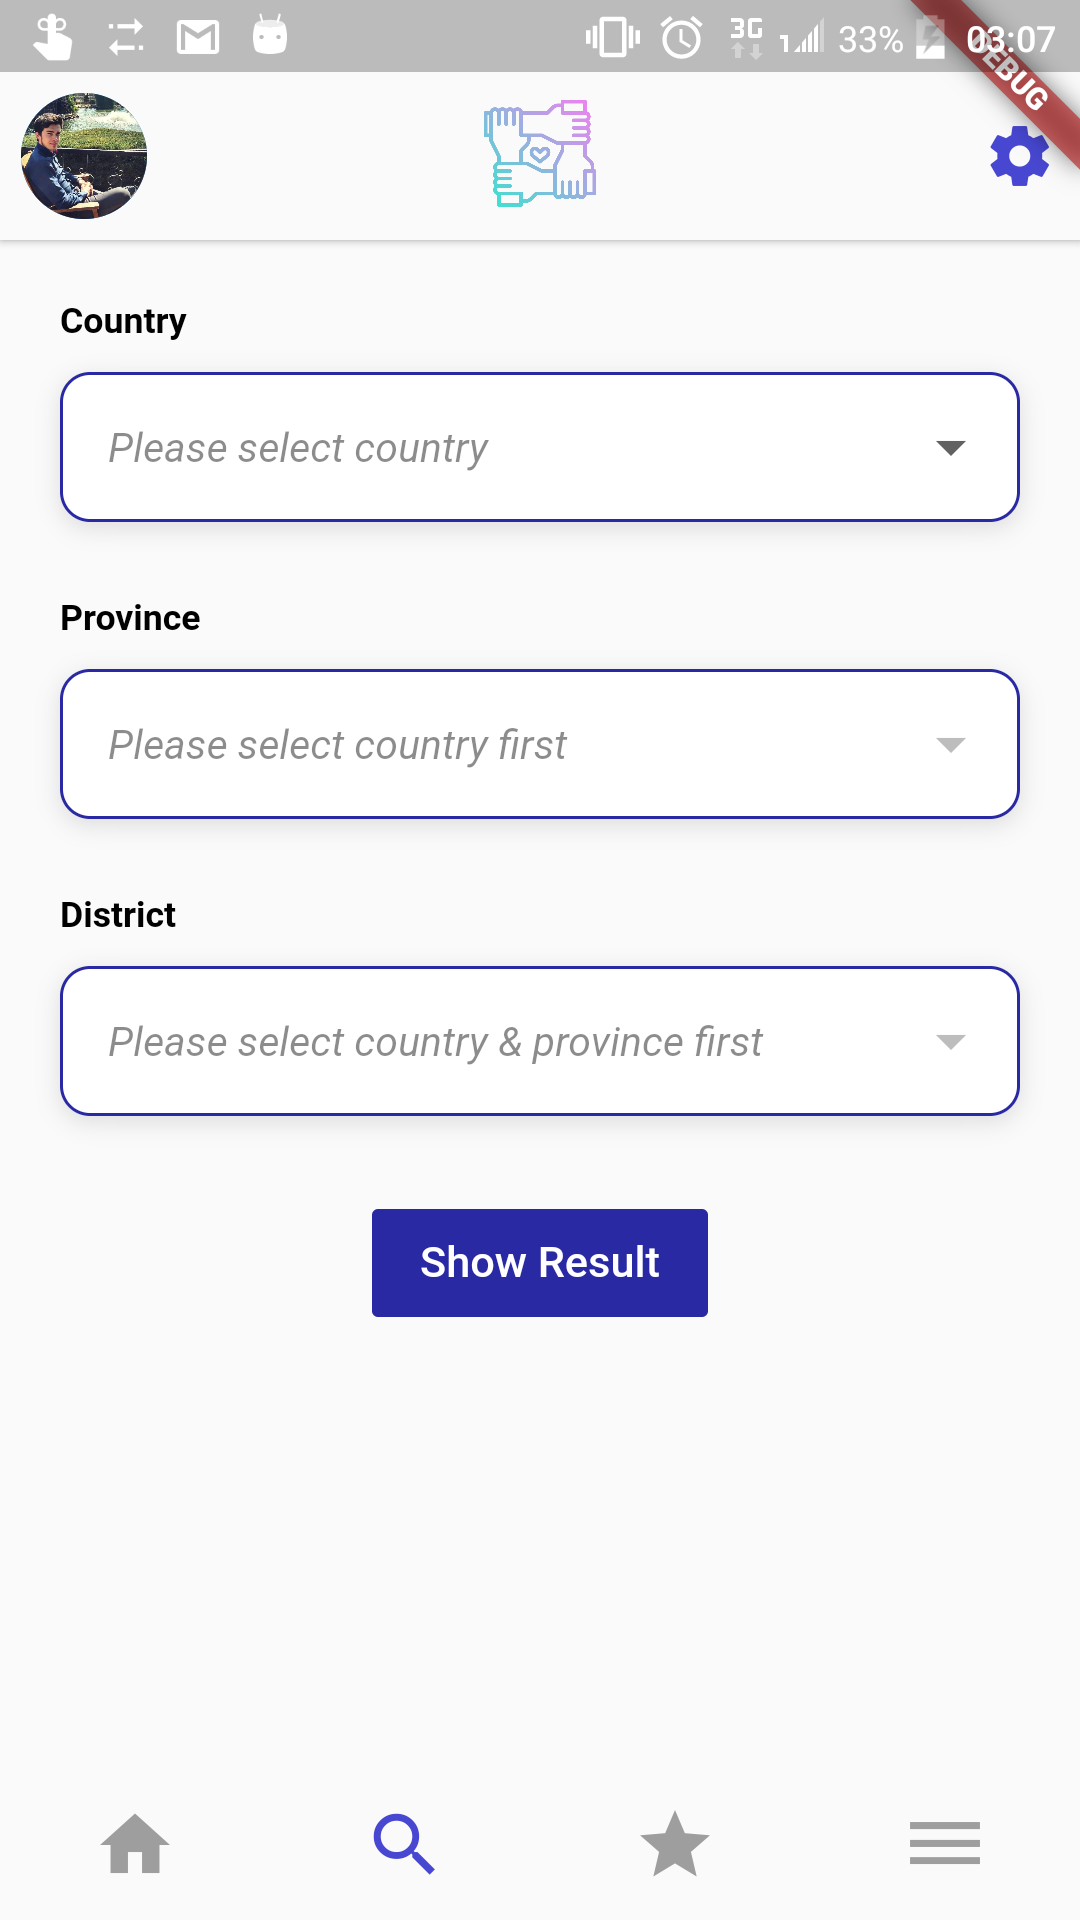 3G 33% 03:07
DEBUG
Country
Please select country
Province
Please select country first
District
Please select country & province first
Show Result